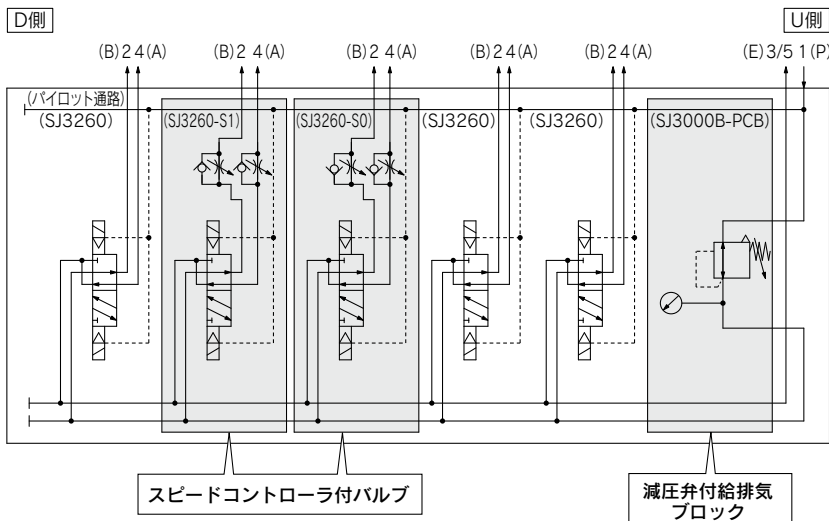 D側
U側
(B)2 4(A)
(B)2 4(A)
(B)2 4(A)
(B)2 4(A)
(B)2 4(A)
(E)3/5 1(P)
(パイロット通路)
(SJ3260)
(SJ3260-S1)
(SJ3260-S0)
(SJ3260)
(SJ3260)
(SJ3000B-PCB)
スピードコントローラ付バルブ
減圧弁付給排気
ブロック